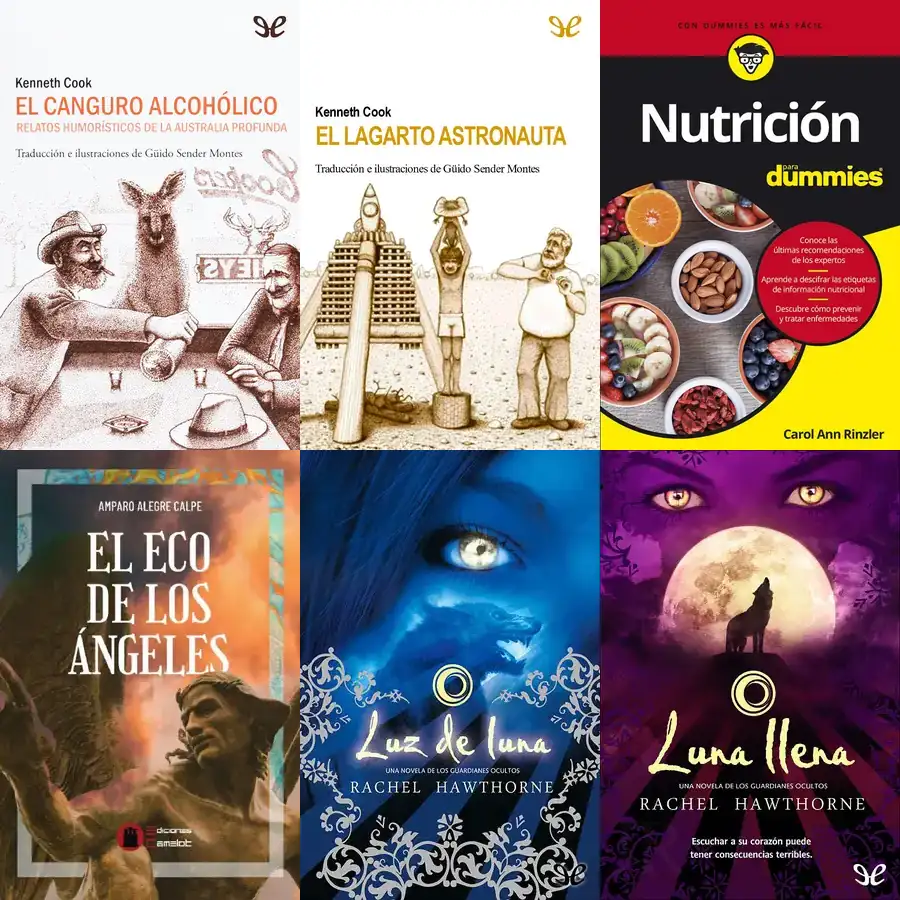 Kenneth Cook
EL CANGURO ALCOHÓLICO
RELATOS HUMORÍSTICOS DE LA AUSTRALIA PROFUNDA
Traducción e ilustraciones de Güido Sender Montes
Coopers
HEYS
Kenneth Cook
EL LAGARTO ASTRONAUTA
Traducción e ilustraciones de Güido Sender Montes
CON DUMMIES ES MÁS FÁCIL
Nutrición
para
dummies
Conoce las
últimas recomendaciones
de los expertos
Aprende a descifrar las etiquetas
de información nutricional
Descubre cómo prevenir
y tratar enfermedades
Carol Ann Rinzler
AMPARO ALEGRE CALPE
EL ECO
DE LOS
ÁNGELES
Ediciones
Camelot
Luz de luna
UNA NOVELA DE LOS GUARDIANES OCULTOS
RACHEL HAWTHORNE
Luna llena
UNA NOVELA DE LOS GUARDIANES OCULTOS
RACHEL HAWTHORNE
Escuchar a su corazón puede
tener consecuencias terribles.